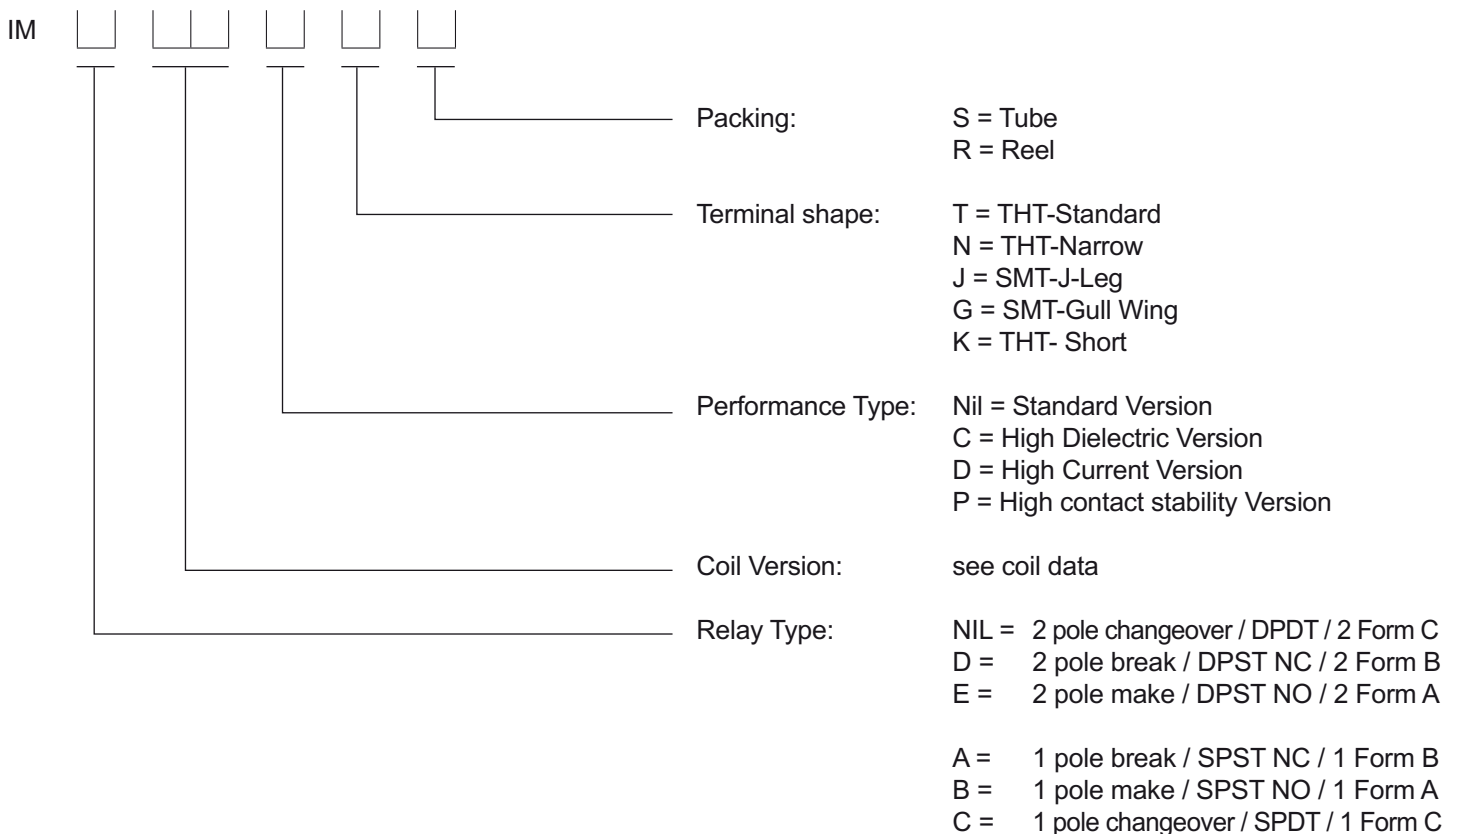 IM
Packing: S = Tube
R = Reel
Terminal shape: T = THT-Standard
N = THT-Narrow
J = SMT-J-Leg
G = SMT-Gull Wing
K = THT- Short
Performance Type: Nil = Standard Version
C = High Dielectric Version
D = High Current Version
P = High contact stability Version
Coil Version: see coil data
Relay Type: NIL = 2 pole changeover / DPDT / 2 Form C
D = 2 pole break / DPST NC / 2 Form B
E = 2 pole make / DPST NO / 2 Form A
A = 1 pole break / SPST NC / 1 Form B
B = 1 pole make / SPST NO / 1 Form A
C = 1 pole changeover / SPDT / 1 Form C